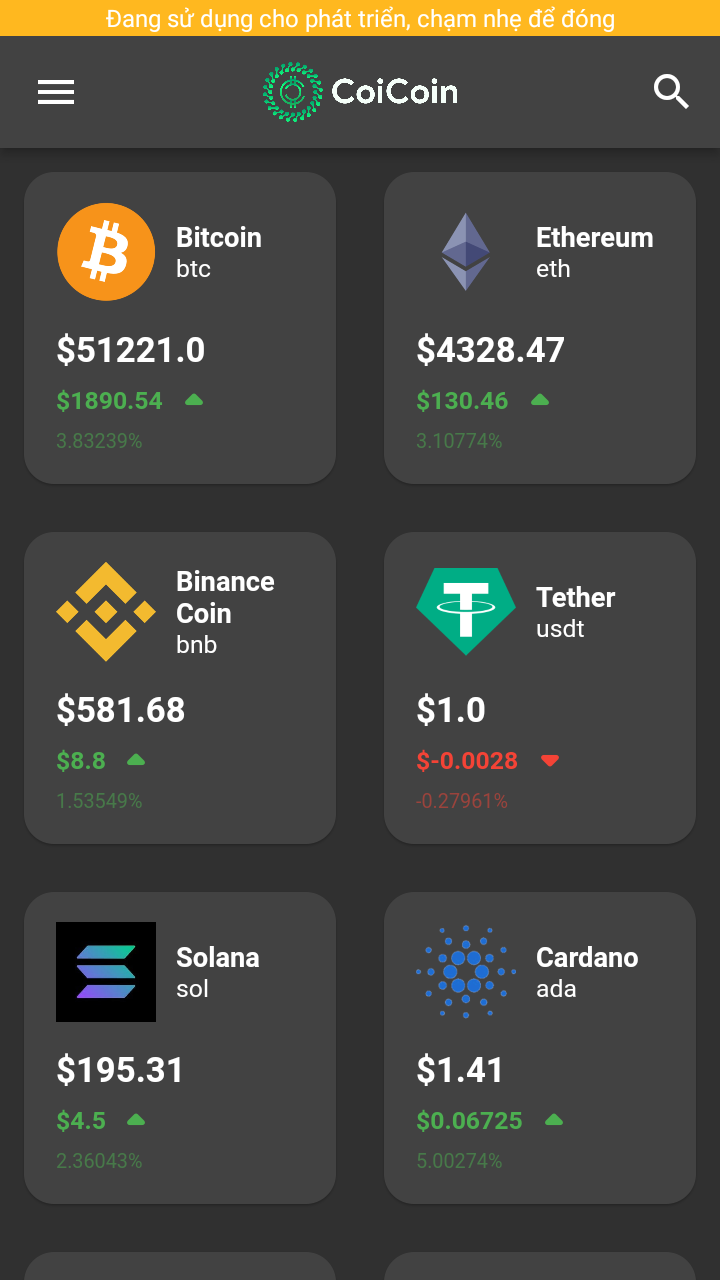 Đang sử dụng cho phát triển, chạm nhẹ để đóng
CoiCoin
Bitcoin
btc
$51221.0
$1890.54
3.83239%
Ethereum
eth
$4328.47
$130.46
3.10774%
Binance
Coin
bnb
$581.68
$8.8
1.53549%
Tether
usdt
$1.0
$-0.0028
-0.27961%
Solana
sol
$195.31
$4.5
2.36043%
Cardano
ada
$1.41
$0.06725
5.00274%